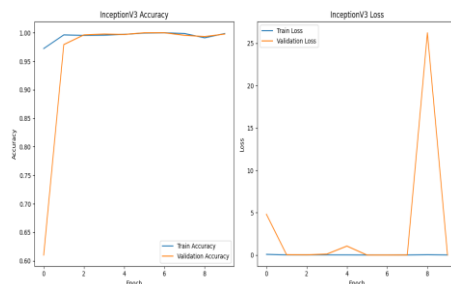 InceptionV3 Accuracy
1.00
0.95
0.90
0.85
0.80
0.75
0.70
0.65
0.60
Accuracy
0
2
4
6
8
Epoch
Train Accuracy
Validation Accuracy
InceptionV3 Loss
25
20
15
10
5
0
Loss
0
2
4
6
8
Epoch
Train Loss
Validation Loss